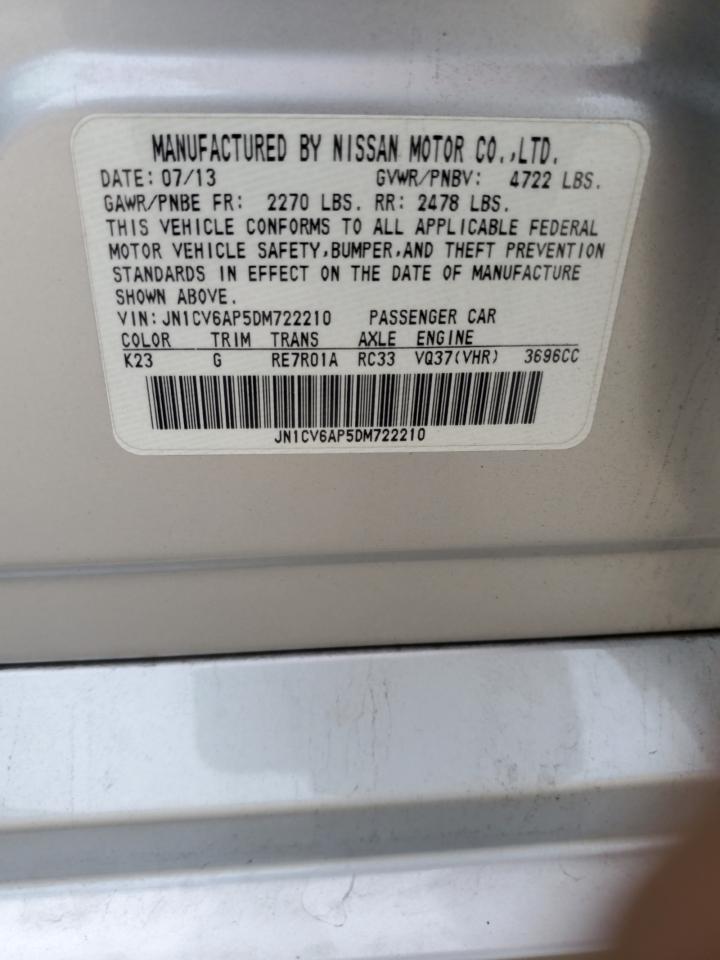 MANUFACTURED BY NISSAN MOTOR CO.,LTD.
DATE: 07/13 GVWR/PNBV: 4722 LBS.
GAWR/PNBE FR: 2270 LBS. RR: 2478 LBS.
THIS VEHICLE CONFORMS TO ALL APPLICABLE FEDERAL
MOTOR VEHICLE SAFETY,BUMPER,AND THEFT PREVENTION
STANDARDS IN EFFECT ON THE DATE OF MANUFACTURE
SHOWN ABOVE.
VIN: JN1CV6AP5DM722210 PASSENGER CAR
COLOR TRIM TRANS AXLE ENGINE
K23 G RE7R01A RC33 VQ37(VHR) 3696CC
JN1CV6AP5DM722210